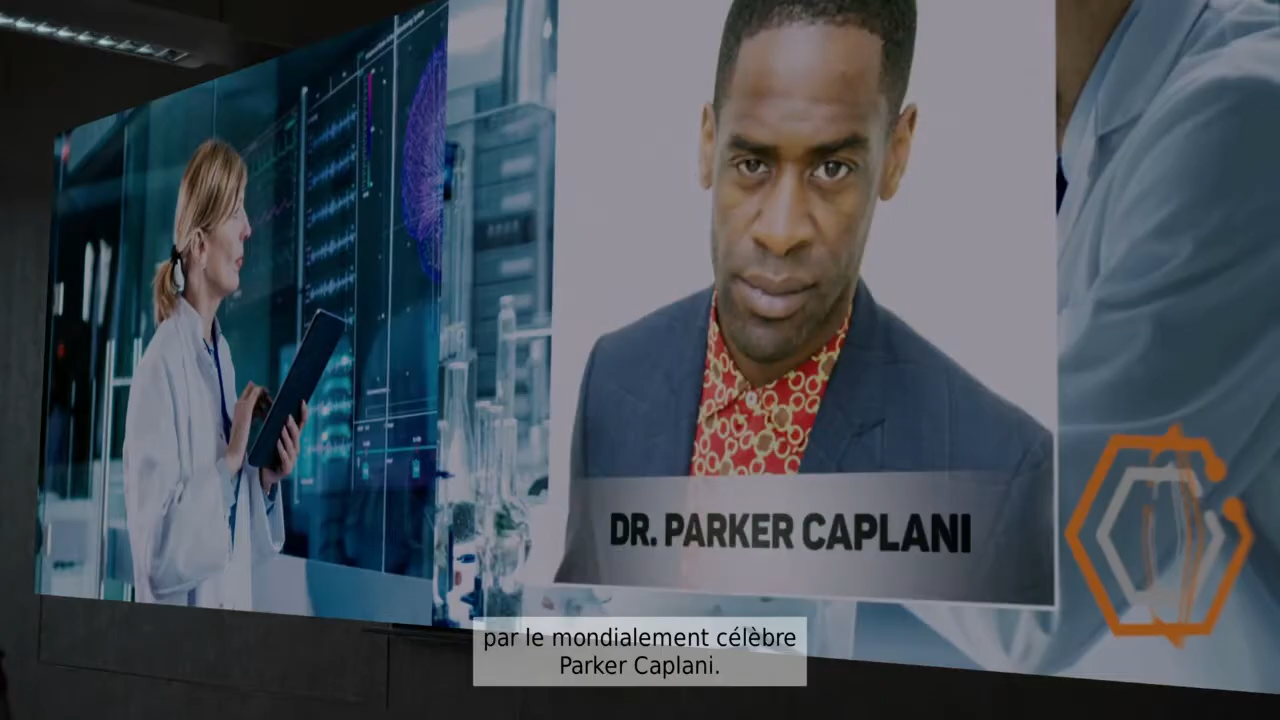 DR. PARKER CAPLANI
par le mondialement célèbre
Parker Caplani.